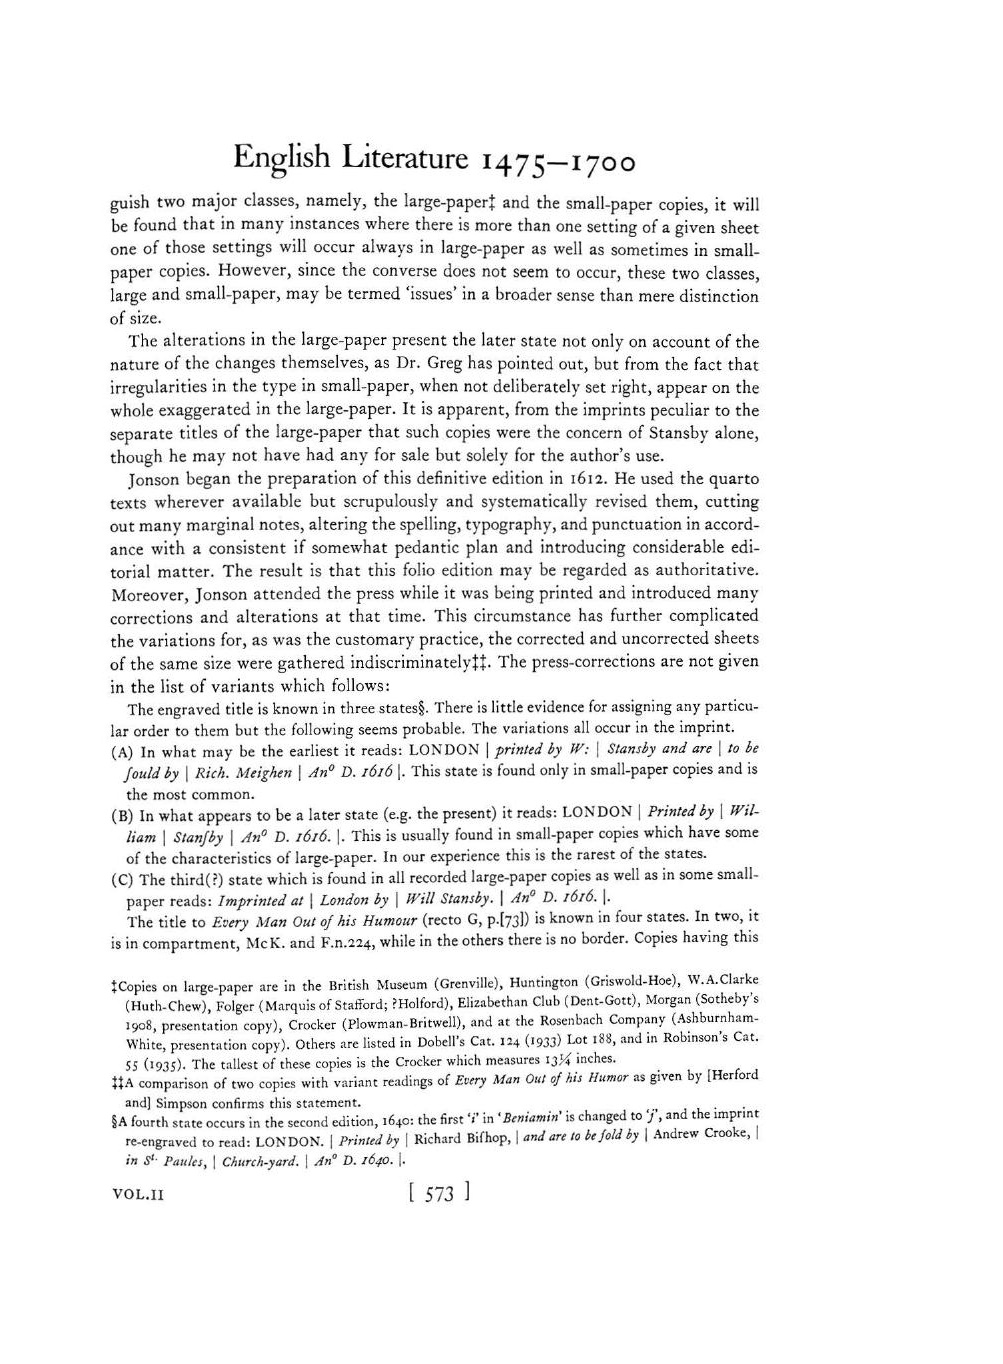 English Literature 1475—1700
guish two major classes, namely, the large-paper‡ and the small-paper copies, it will
be found that in many instances where there is more than one setting of a given sheet
one of those settings will occur always in large-paper as well as sometimes in small-
paper copies. However, since the converse does not seem to occur, these two classes,
large and small-paper, may be termed ‘issues’ in a broader sense than mere distinction
of size.
The alterations in the large-paper present the later state not only on account of the
nature of the changes themselves, as Dr. Greg has pointed out, but from the fact that
irregularities in the type in small-paper, when not deliberately set right, appear on the
whole exaggerated in the large-paper. It is apparent, from the imprints peculiar to the
separate titles of the large-paper that such copies were the concern of Stansby alone,
though he may not have had any for sale but solely for the author's use.
Jonson began the preparation of this definitive edition in 1612. He used the quarto
texts wherever available but scrupulously and systematically revised them, cutting
out many marginal notes, altering the spelling, typography, and punctuation in accord-
ance with a consistent if somewhat pedantic plan and introducing considerable edi-
torial matter. The result is that this folio edition may be regarded as authoritative.
Moreover, Jonson attended the press while it was being printed and introduced many
corrections and alterations at that time. This circumstance has further complicated
the variations for, as was the customary practice, the corrected and uncorrected sheets
of the same size were gathered indiscriminately‡‡. The press-corrections are not given
in the list of variants which follows:
The engraved title is known in three states§. There is little evidence for assigning any particu-
lar order to them but the following seems probable. The variations all occur in the imprint.
(A) In what may be the earliest it reads: LONDON | printed by W: | Stansby and are | to be
ſould by | Rich. Meighen | Anº D. 1616 |. This state is found only in small-paper copies and is
the most common.
(B) In what appears to be a later state (e.g. the present) it reads: LONDON | Printed by | Wil-
liam | Stanſby | Anº D. 1616. |. This is usually found in small-paper copies which have some
of the characteristics of large-paper. In our experience this is the rarest of the states.
(C) The third(?) state which is found in all recorded large-paper copies as well as in some small-
paper reads: Imprinted at | London by | Will Stansby. | Anº D. 1616. |.
The title to Every Man Out of his Humour (recto G, p.[73]) is known in four states. In two, it
is in compartment, McK. and F.n.224, while in the others there is no border. Copies having this
‡Copies on large-paper are in the British Museum (Grenville), Huntington (Griswold-Hoe), W.A.Clarke
(Huth-Chew), Folger (Marquis of Stafford; ?Holford), Elizabethan Club (Dent-Gott), Morgan (Sotheby's
1908, presentation copy), Crocker (Plowman-Britwell), and at the Rosenbach Company (Ashburnham-
White, presentation copy). Others are listed in Dobell's Cat. 124 (1933) Lot 188, and in Robinson's Cat.
55 (1935). The tallest of these copies is the Crocker which measures 13¼ inches.
‡‡A comparison of two copies with variant readings of Every Man Out of his Humor as given by [Herford
and] Simpson confirms this statement.
§A fourth state occurs in the second edition, 1640: the first ‘i’ in ‘Beniamin’ is changed to ‘j’, and the imprint
re-engraved to read: LONDON. | Printed by | Richard Biſhop, | and are to be ſold by | Andrew Crooke, |
in St. Paules, | Church-yard. | Anº D. 1640. |.
VOL.II [ 573 ]